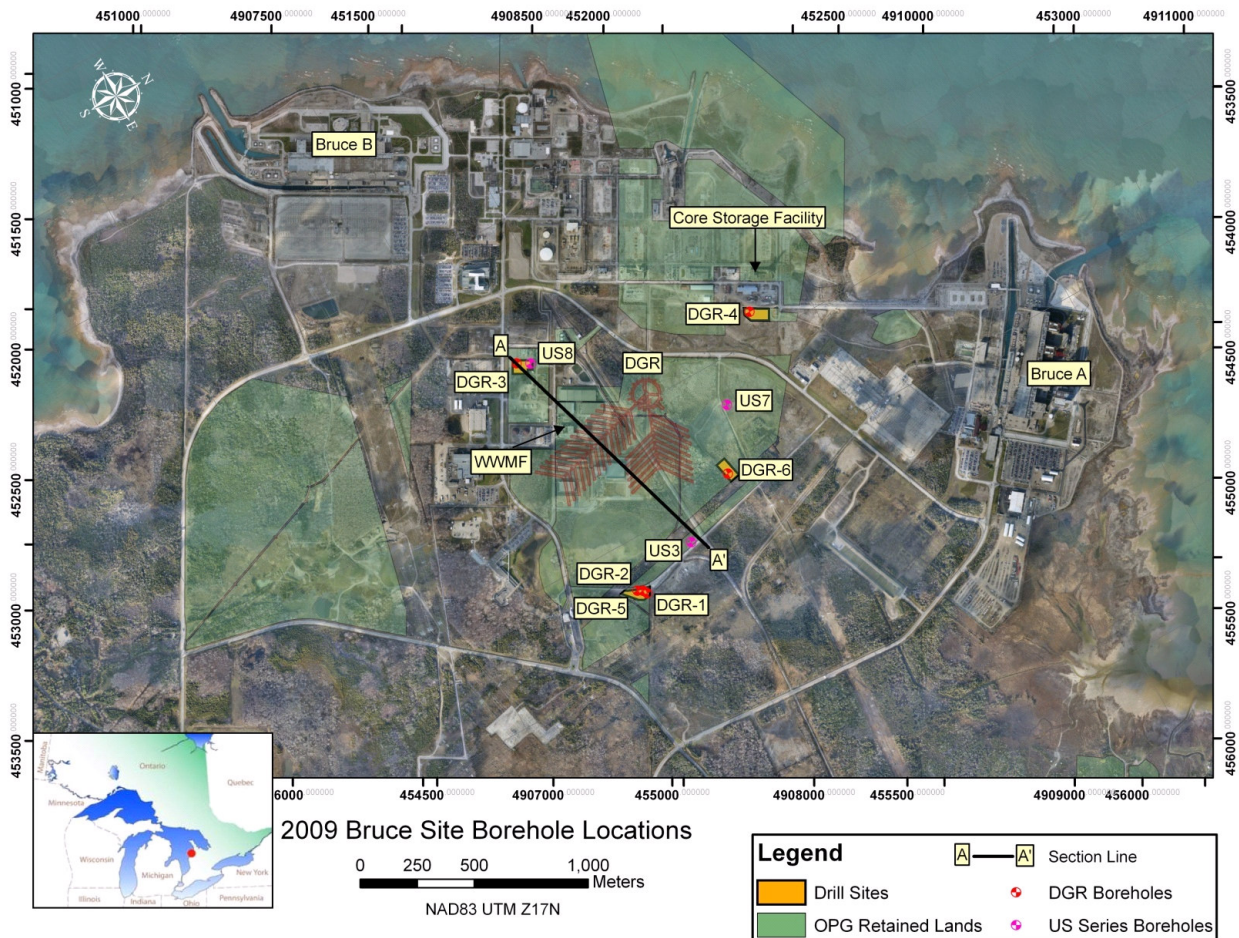 451000 4907500 451500 4908500 452000 452500 4910000 453000 4911000
451000
453500
451500
454000
452000
454500
452500
455000
453000
455500
453500
456000
N
W
E
S
Bruce B
Core Storage Facility
DGR-4
A
US8
DGR-3
DGR
Bruce A
US7
WWMF
DGR-6
US3
A'
DGR-2
DGR-5
DGR-1
6000 454500 4907000 455000 4908000 455500 4909000 456000
Manitoba
Ontario
Quebec
Minnesota
Wisconsin
Michigan
New York
Illinois
Indiana
Ohio
Pennsylvania
2009 Bruce Site Borehole Locations
0 250 500 1,000
Meters
NAD83 UTM Z17N
Legend
A A' Section Line
Drill Sites
DGR Boreholes
OPG Retained Lands
US Series Boreholes